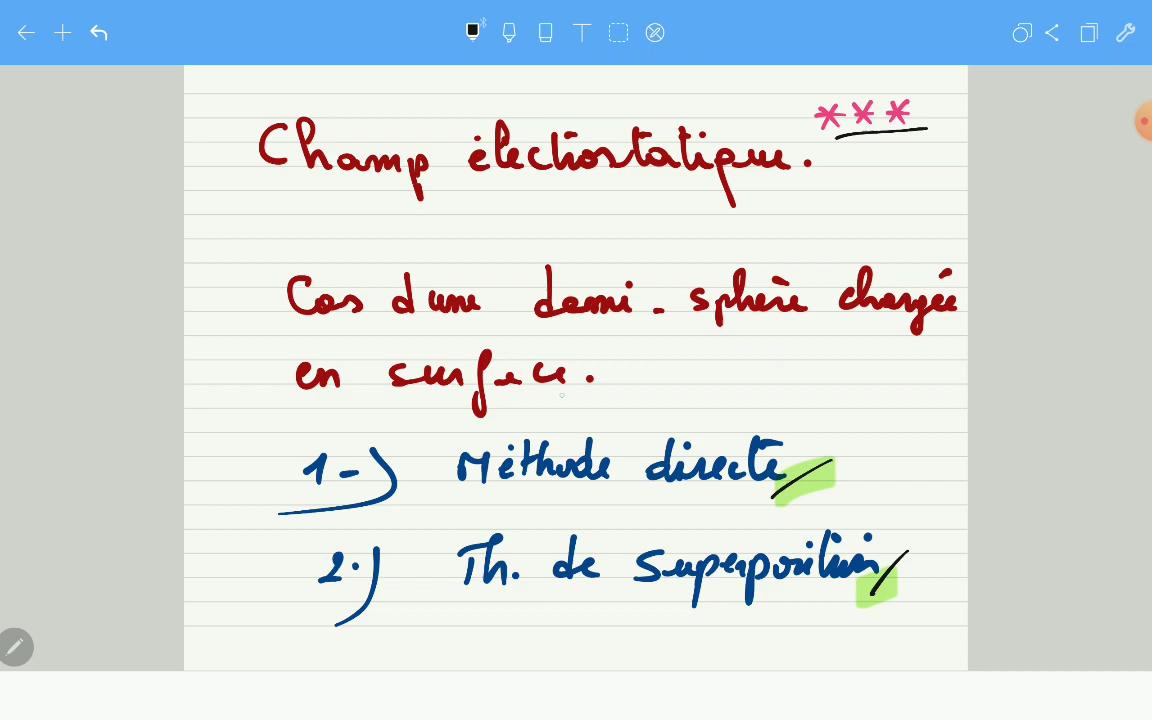 ***
Champ électrostatique.
Cas d'une demi-sphère chargée
en surface.
1-) Méthode directe
2.) Th. de superposition